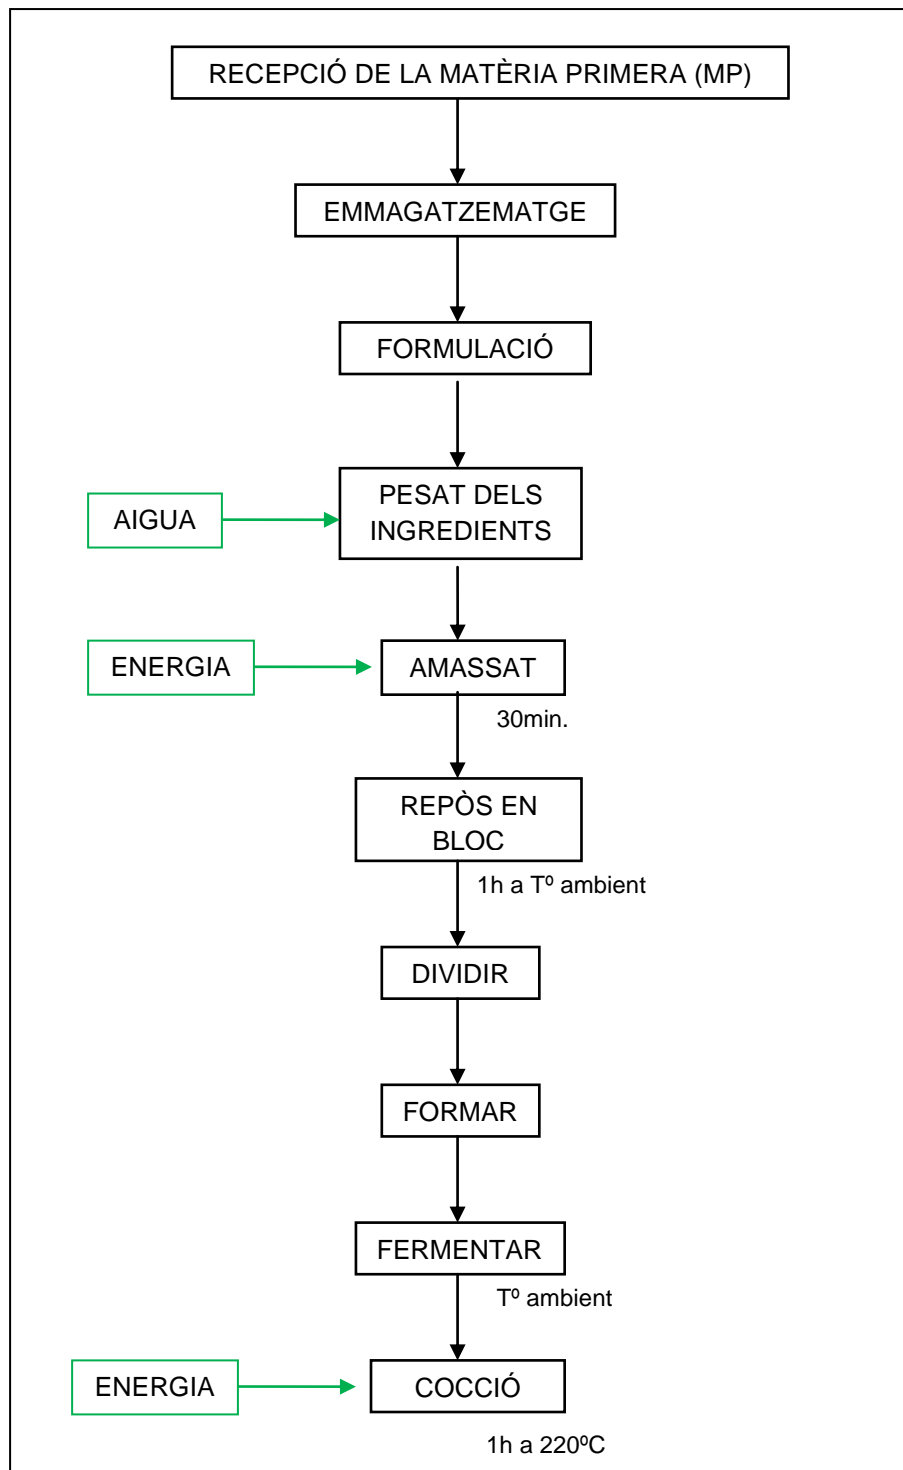 RECEPCIÓ DE LA MATÈRIA PRIMERA (MP)
EMMAGATZEMATGE
FORMULACIÓ
PESAT DELS
INGREDIENTS
AIGUA
ENERGIA
AMASSAT
30min.
REPÒS EN
BLOC
1h a Tº ambient
DIVIDIR
FORMAR
FERMENTAR
Tº ambient
ENERGIA
COCCIÓ
1h a 220ºC